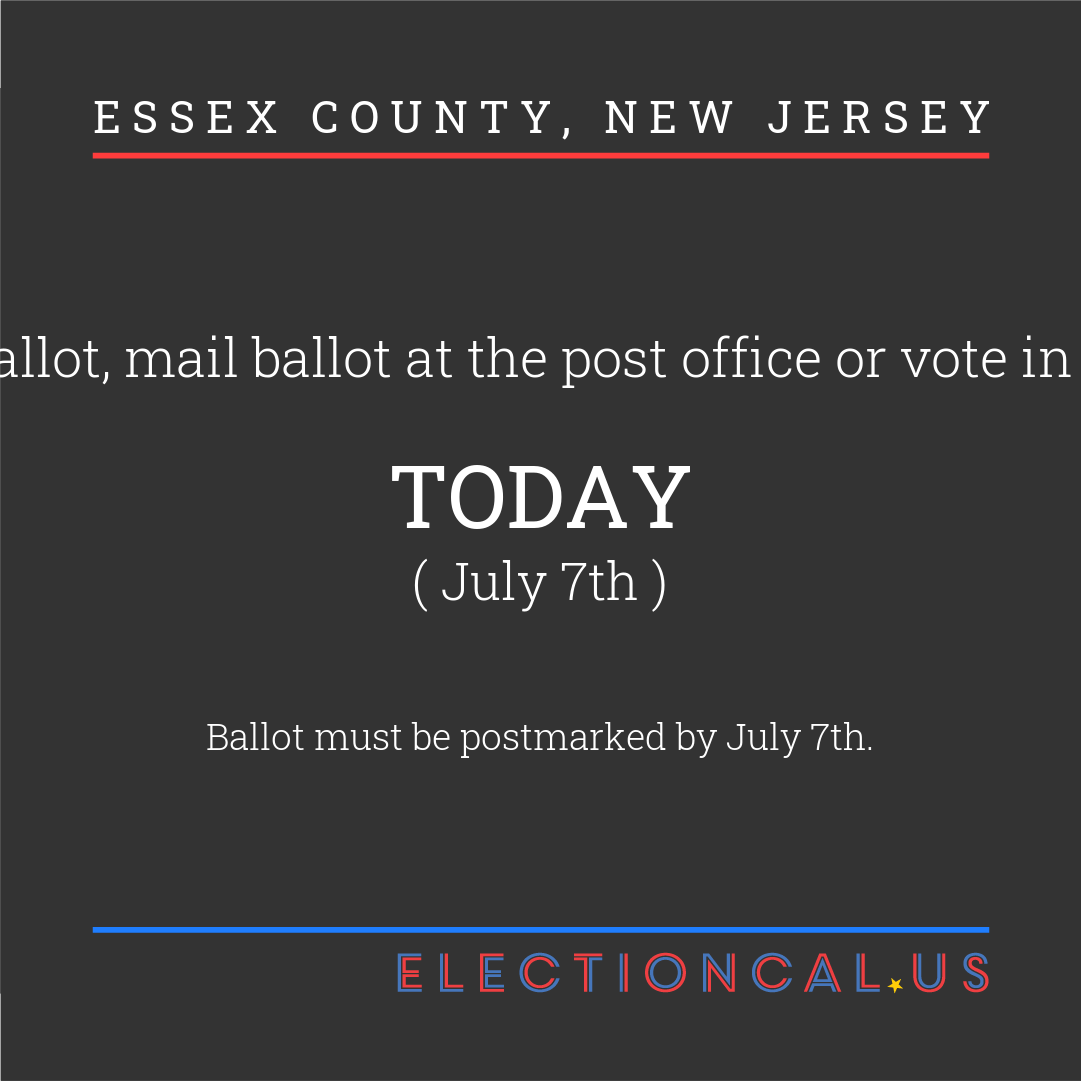 ESSEX COUNTY, NEW JERSEY
allot, mail ballot at the post office or vote in
TODAY
( July 7th )
Ballot must be postmarked by July 7th.
ELECTIONCAL.US